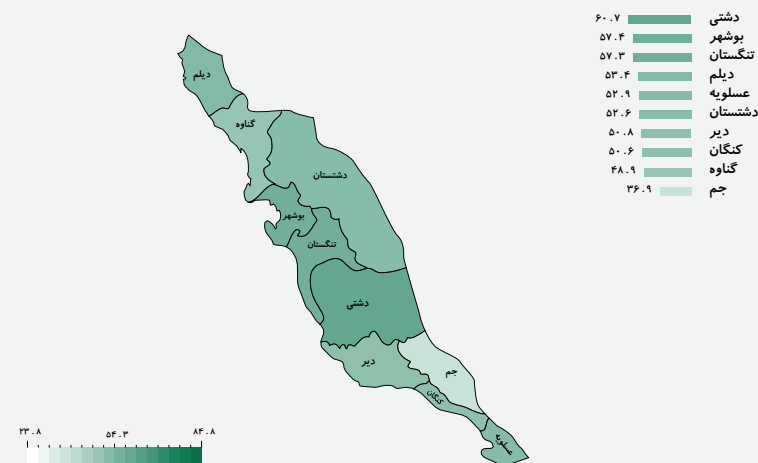 دشتی ۶۰.۷
بوشهر ۵۷.۴
تنگستان ۵۷.۳
دیلم ۵۳.۴
عسلویه ۵۲.۹
دشتستان ۵۲.۶
دیر ۵۰.۸
کنگان ۵۰.۶
گناوه ۴۸.۹
جم ۳۶.۹
دیلم
گناوه
دشتستان
بوشهر
تنگستان
دشتی
دیر
جم
کنگان
عسلویه
۲۳.۸ ۵۴.۳ ۸۴.۸